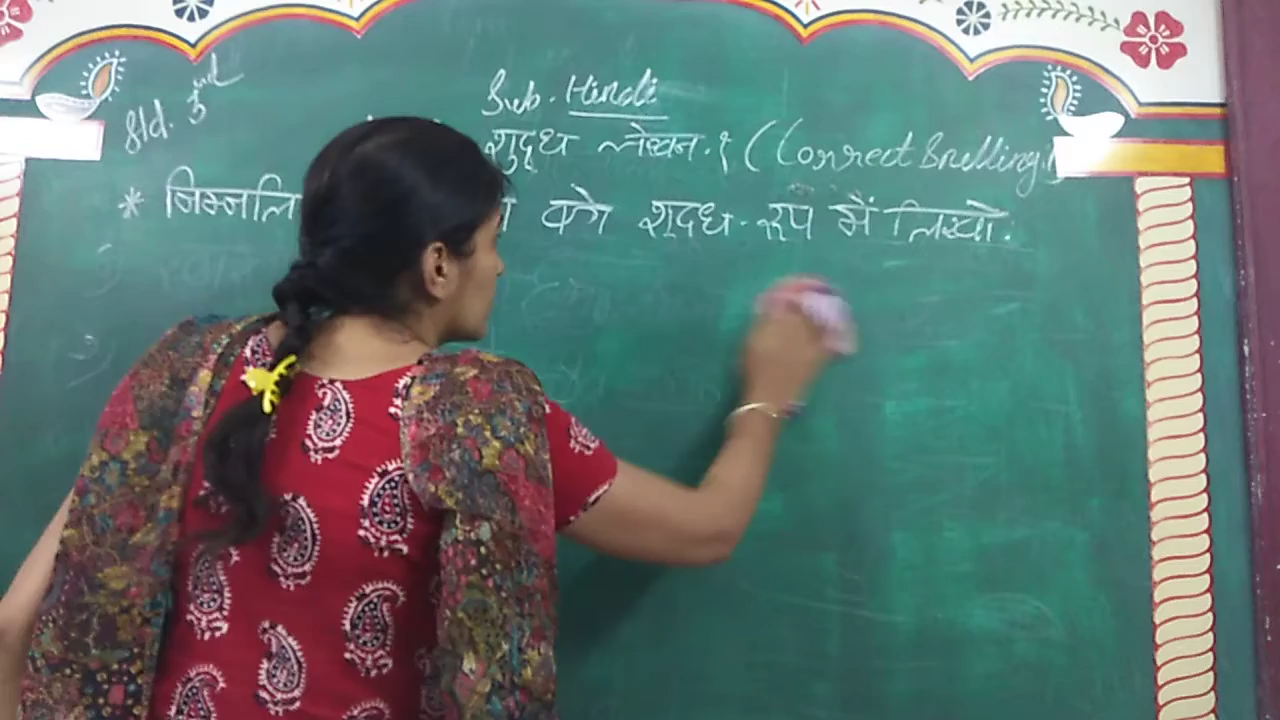 Std. 3rd
Sub. Hindi
शुद्ध लेखन. (Correct Spelling)
* निम्नलि को शुद्ध रूप में लिखो.